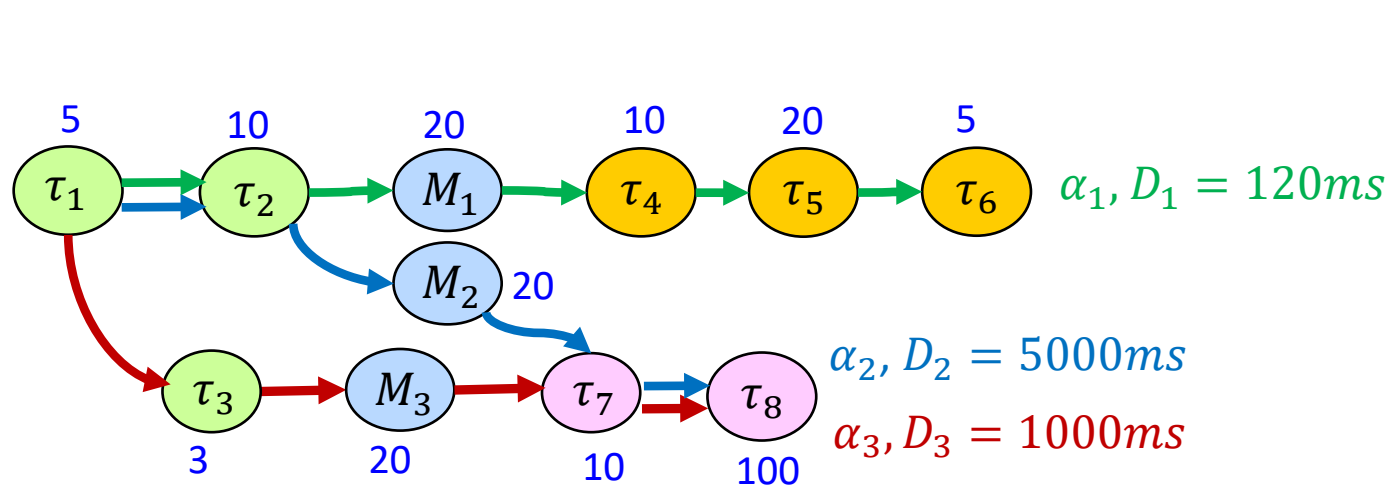 5
10
20
10
20
5
τ₁
τ₂
M₁
τ₄
τ₅
τ₆
α₁, D₁ = 120ms
M₂
20
α₂, D₂ = 5000ms
τ₃
M₃
τ₇
τ₈
α₃, D₃ = 1000ms
3
20
10
100